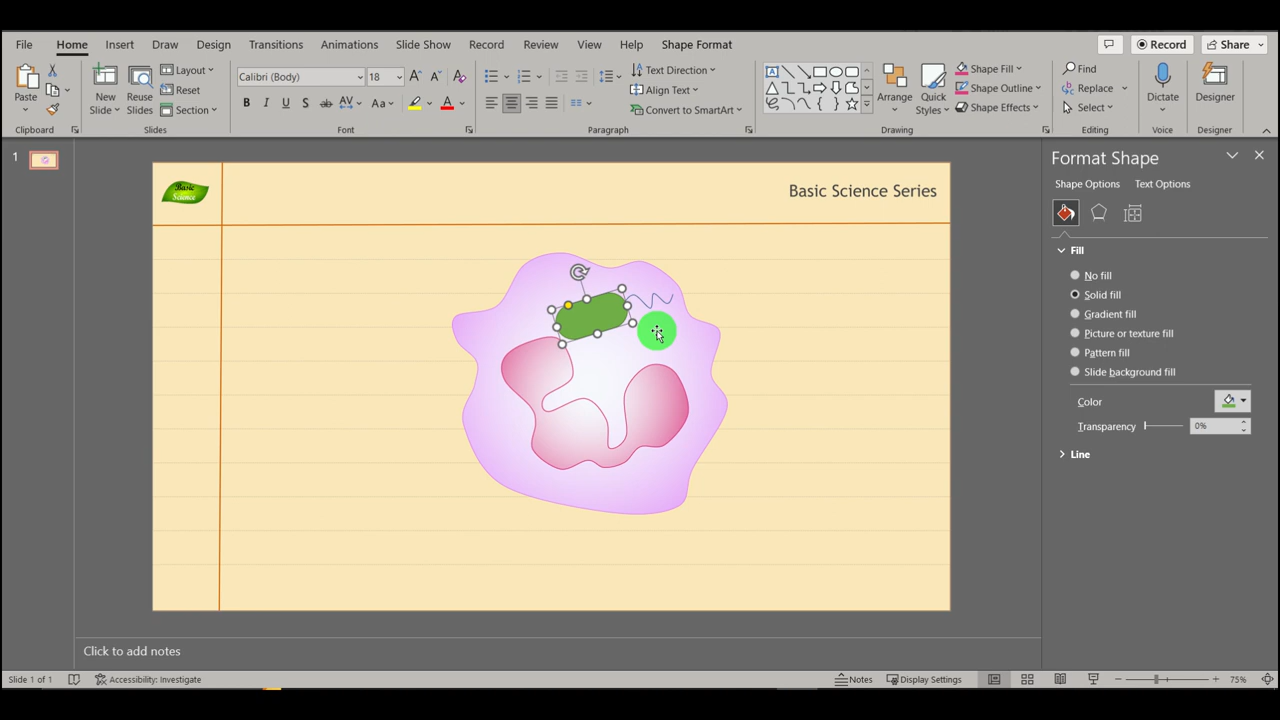 File Home Insert Draw Design Transitions Animations Slide Show Record Review View Help Shape Format Record Share
Paste
Clipboard
New Slide
Reuse Slides
Layout
Reset
Section
Slides
Calibri (Body) 18
B I U S ab AV Aa A
Font
Text Direction
Align Text
Convert to SmartArt
Paragraph
Arrange
Quick Styles
Shape Fill
Shape Outline
Shape Effects
Drawing
Find
Replace
Select
Editing
Dictate
Voice
Designer
Designer
1
Basic
Science
Basic Science Series
Format Shape
Shape Options Text Options
Fill
No fill
Solid fill
Gradient fill
Picture or texture fill
Pattern fill
Slide background fill
Color
Transparency 0%
Line
Click to add notes
Slide 1 of 1 Accessibility: Investigate Notes Display Settings 75%